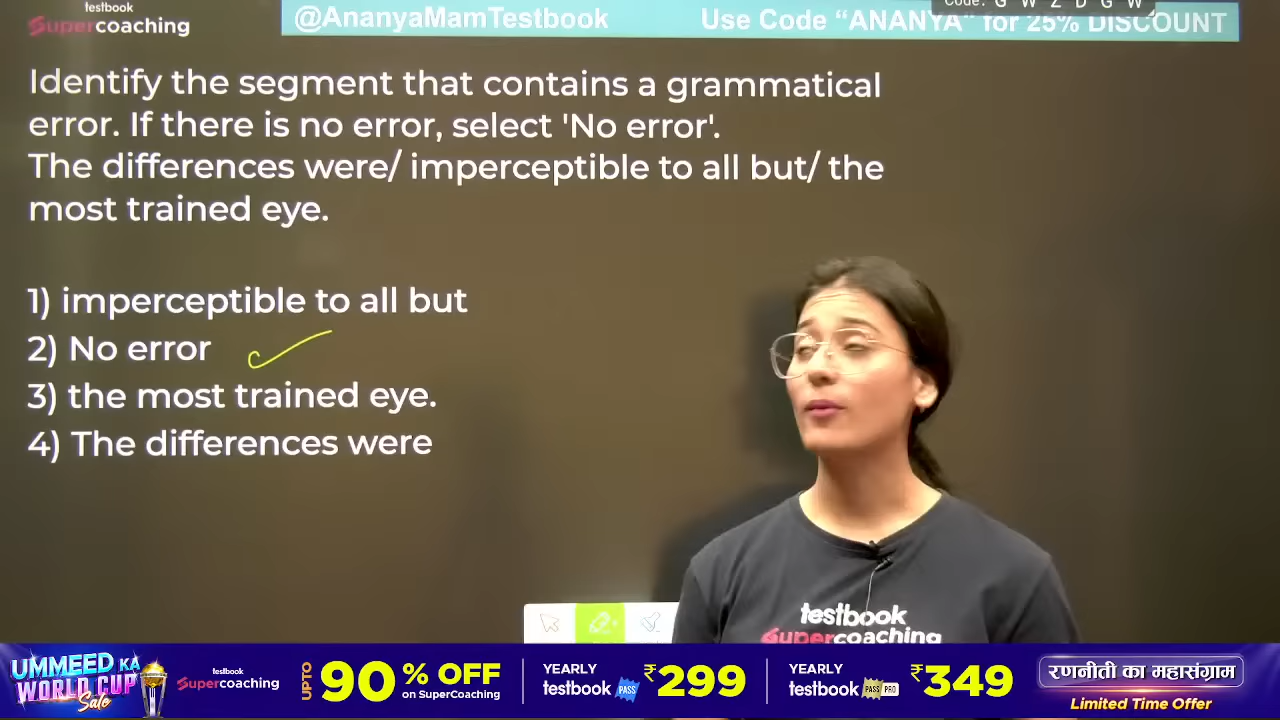 testbook
Supercoaching
@AnanyaMamTestbook
Use Code “ANANYA” for 25% DISCOUNT
Code: G W Z D G W
Identify the segment that contains a grammatical
error. If there is no error, select 'No error'.
The differences were/ imperceptible to all but/ the
most trained eye.
1) imperceptible to all but
2) No error
3) the most trained eye.
4) The differences were
testbook
Supercoaching
UMMEED KA
WORLD CUP
Sale
testbook
Supercoaching
UPTO 90% OFF
on SuperCoaching
YEARLY
testbook PASS
₹299
YEARLY
testbook PASS PRO
₹349
रणनीती का महासंग्राम
Limited Time Offer